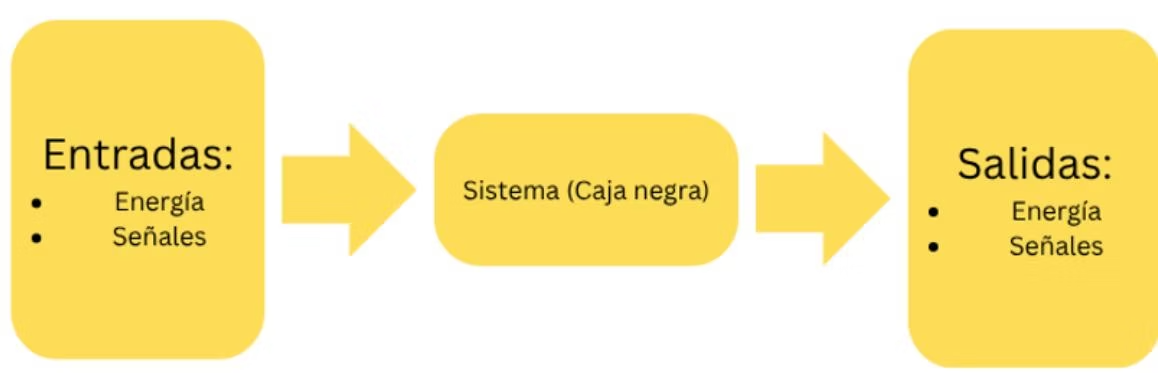 Entradas:
• Energía
• Señales
Sistema (Caja negra)
Salidas:
• Energía
• Señales